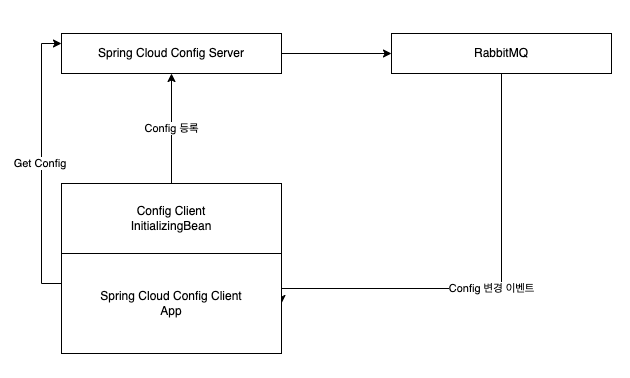 Spring Cloud Config Server
RabbitMQ
Config 등록
Get Config
Config Client
InitializingBean
Spring Cloud Config Client
App
Config 변경 이벤트